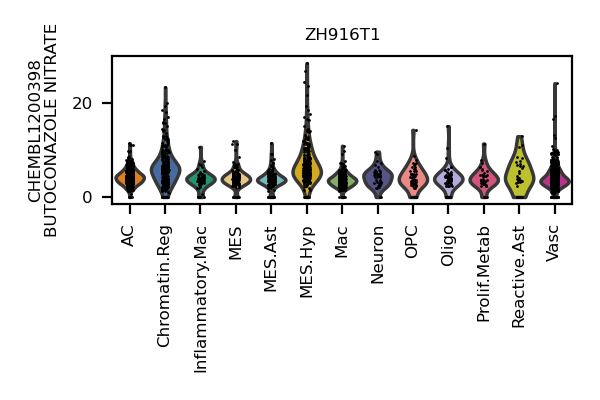 ZH916T1
CHEMBL1200398
BUTOCONAZOLE NITRATE
20
0
AC
Chromatin.Reg
Inflammatory.Mac
MES
MES.Ast
MES.Hyp
Mac
Neuron
OPC
Oligo
Prolif.Metab
Reactive.Ast
Vasc